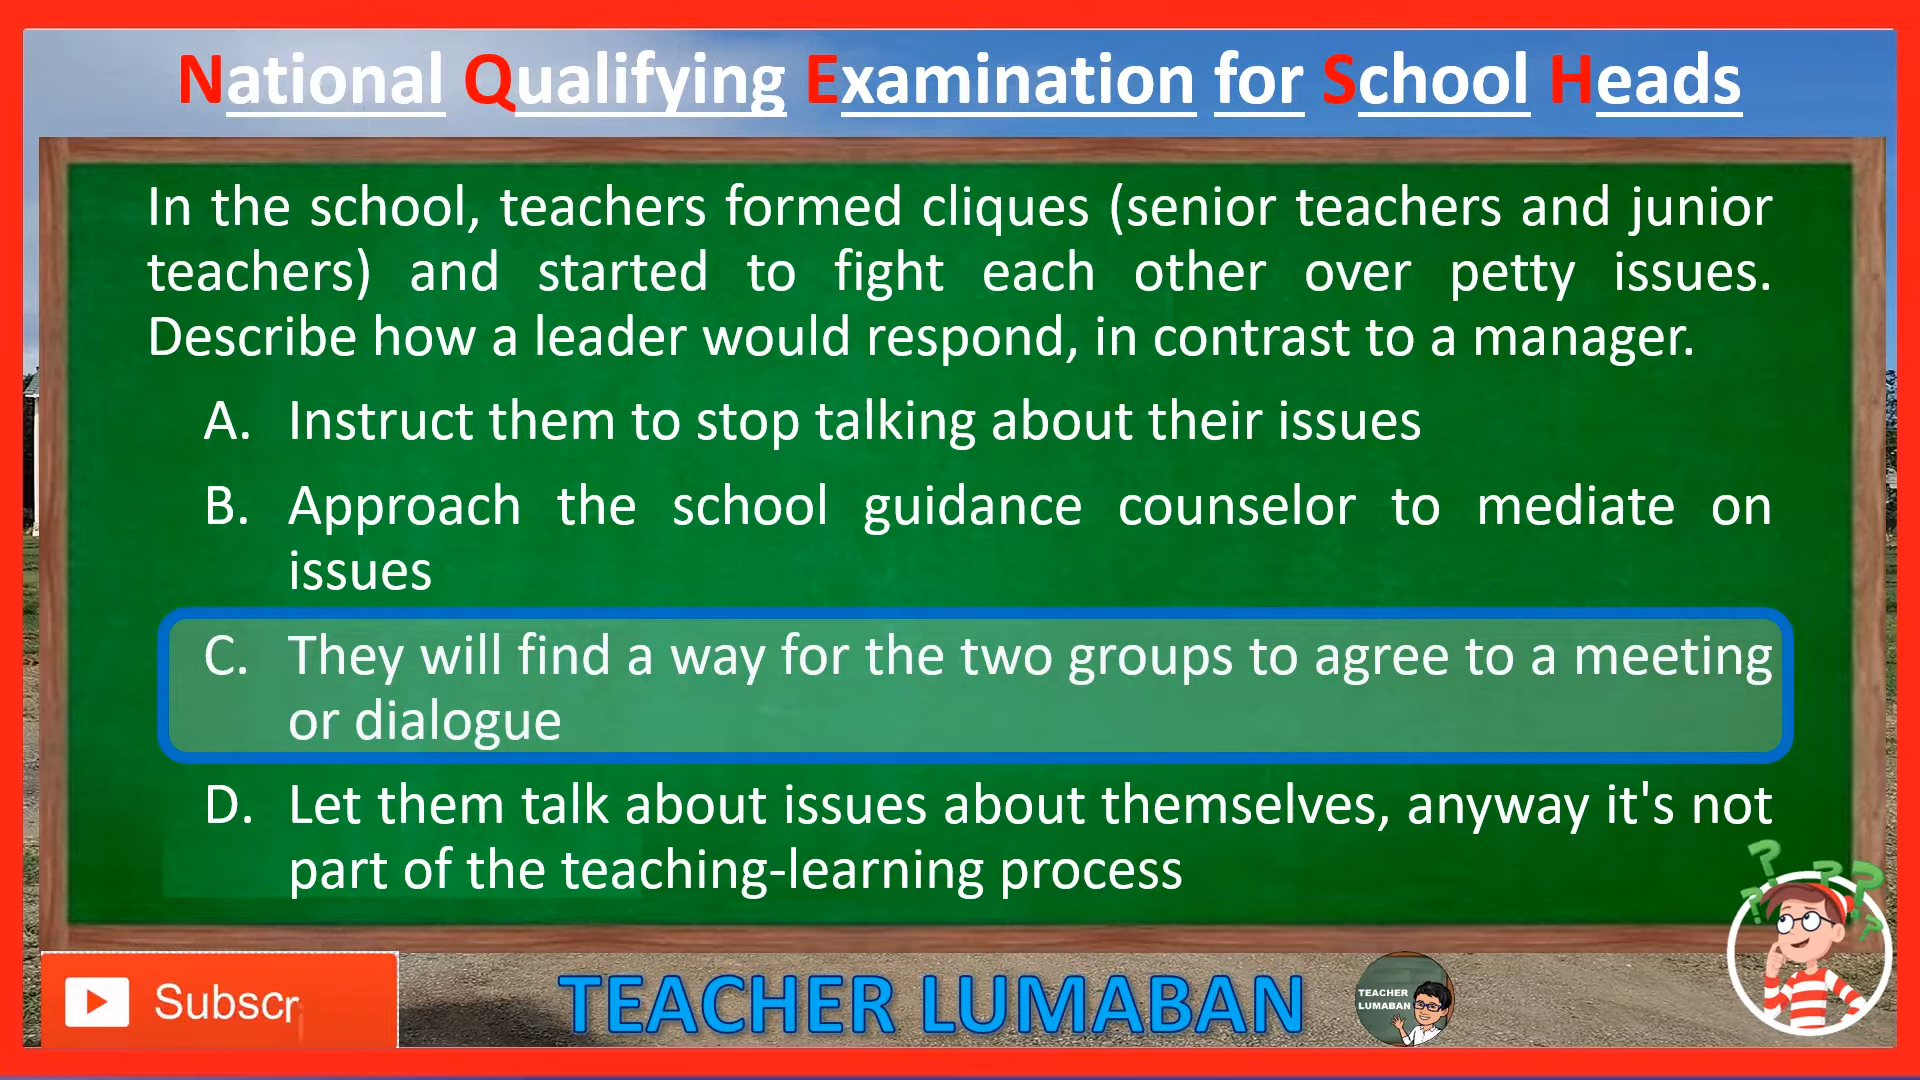 National Qualifying Examination for School Heads
In the school, teachers formed cliques (senior teachers and junior
teachers) and started to fight each other over petty issues.
Describe how a leader would respond, in contrast to a manager.
A. Instruct them to stop talking about their issues
B. Approach the school guidance counselor to mediate on
issues
C. They will find a way for the two groups to agree to a meeting
or dialogue
D. Let them talk about issues about themselves, anyway it's not
part of the teaching-learning process
? ? ? ? ? ?
Subscr
TEACHER LUMABAN
TEACHER
LUMABAN